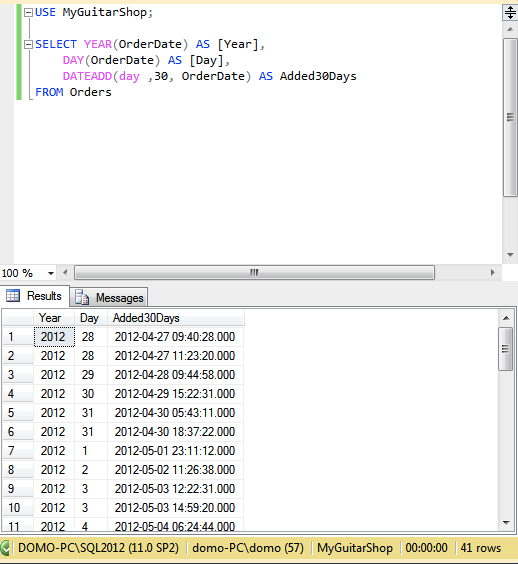 USE MyGuitarShop;
SELECT YEAR(OrderDate) AS [Year],
DAY(OrderDate) AS [Day],
DATEADD(day ,30, OrderDate) AS Added30Days
FROM Orders
100 %
Results Messages
Year Day Added30Days
1 2012 28 2012-04-27 09:40:28.000
2 2012 28 2012-04-27 11:23:20.000
3 2012 29 2012-04-28 09:44:58.000
4 2012 30 2012-04-29 15:22:31.000
5 2012 31 2012-04-30 05:43:11.000
6 2012 31 2012-04-30 18:37:22.000
7 2012 1 2012-05-01 23:11:12.000
8 2012 2 2012-05-02 11:26:38.000
9 2012 3 2012-05-03 12:22:31.000
10 2012 3 2012-05-03 14:59:20.000
11 2012 4 2012-05-04 06:24:44.000
DOMO-PC\SQL2012 (11.0 SP2) domo-PC\domo (57) MyGuitarShop 00:00:00 41 rows